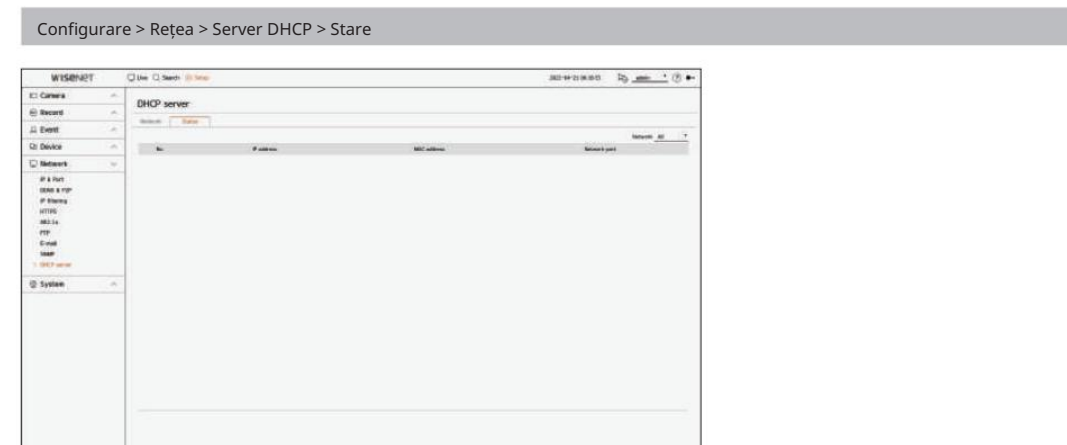 Configurare > Rețea > Server DHCP > Stare
WISENET Live Search Setup admin
Camera
Record
Event
Device
Network
IP & Port
DDNS & P2P
IP filtering
HTTPS
802.1x
FTP
E-mail
SNMP
DHCP server
System
DHCP server
Network Status
Network All
No. IP address MAC address Network port